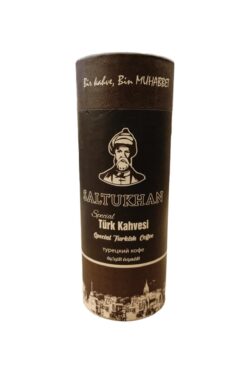 Bir kahve, Bin MUHABBET
SALTUKHAN
Special
Türk Kahvesi
Special Turkish Coffee
турецкий кофе